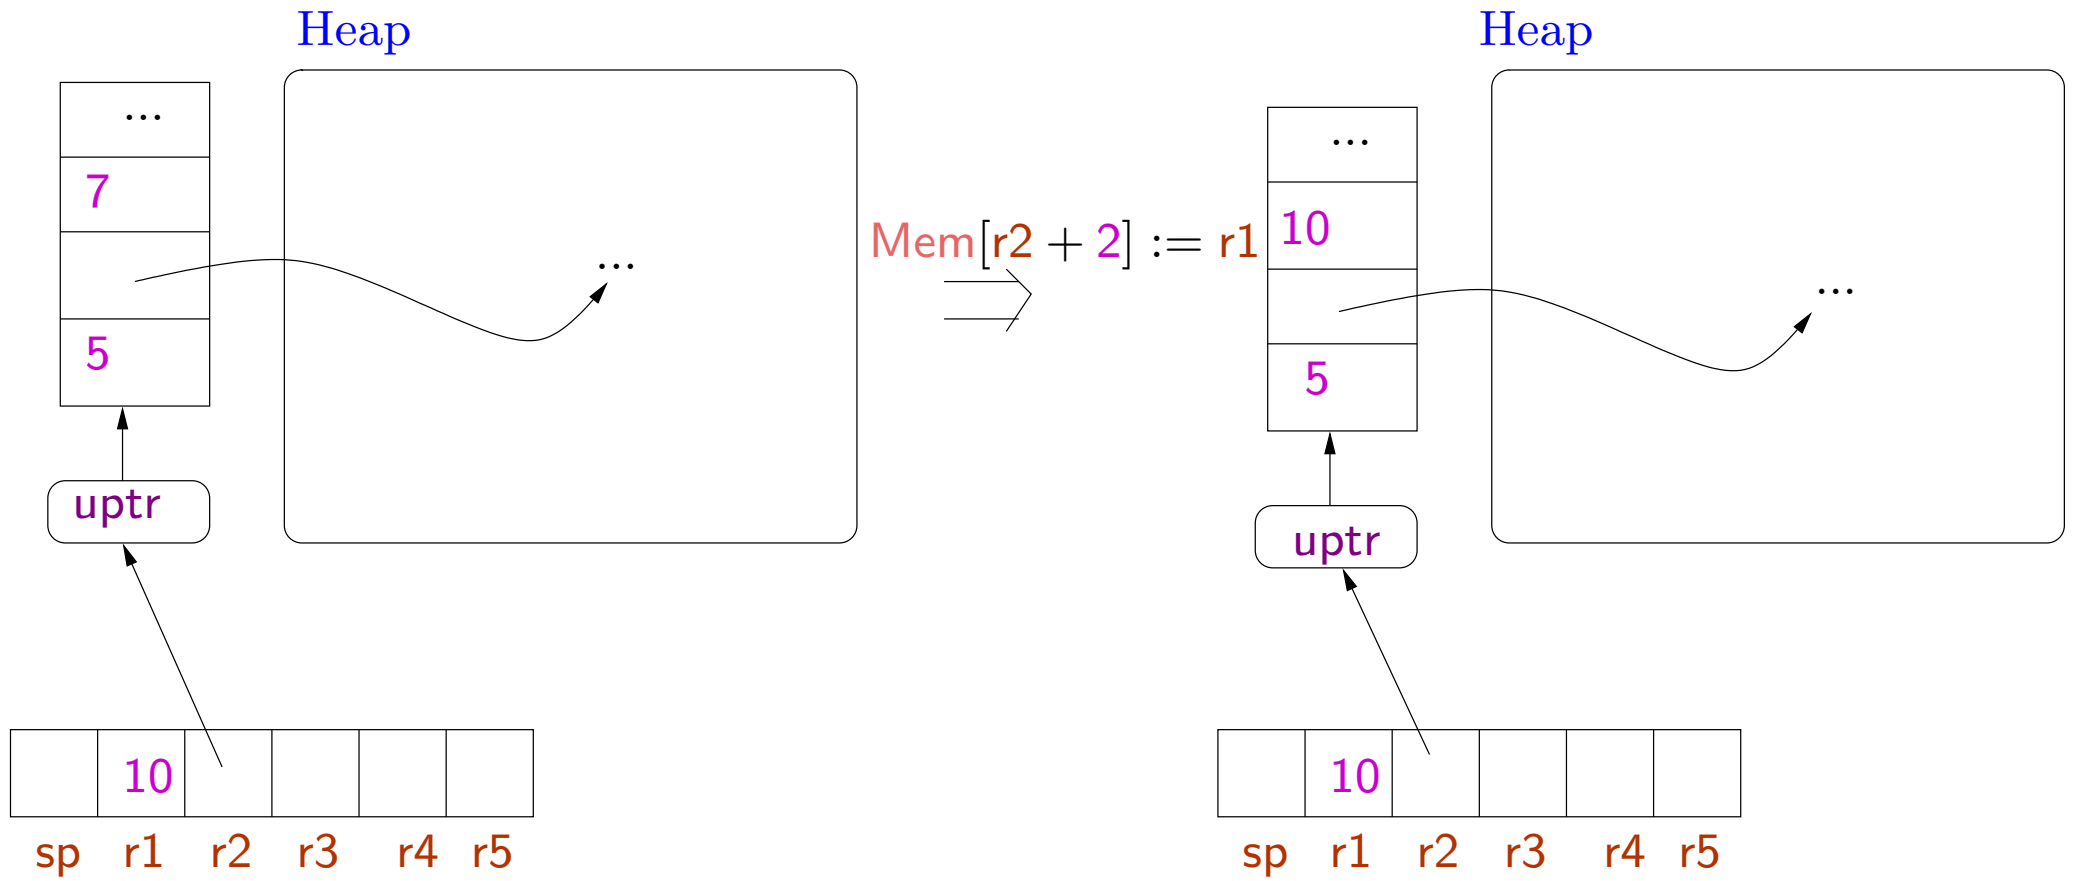 Heap
...
7
...
5
uptr
10
sp r1 r2 r3 r4 r5
Mem[r2 + 2] := r1
Heap
...
10
...
5
uptr
10
sp r1 r2 r3 r4 r5